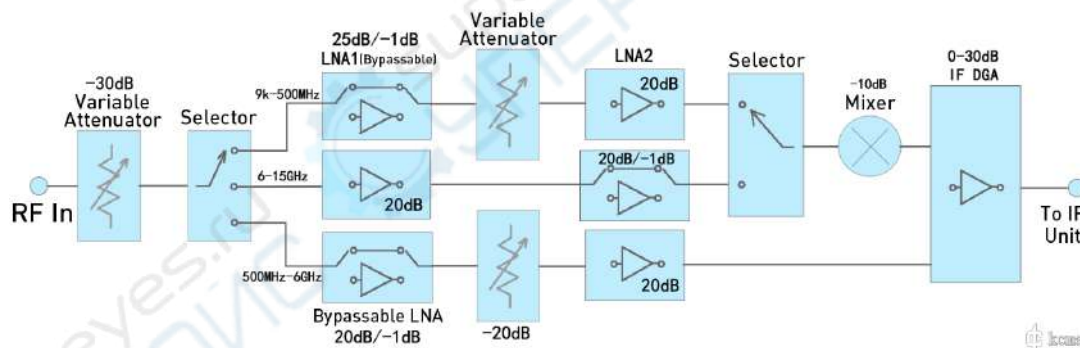 25dB/-1dB
LNA1(Bypassable)
Variable
Attenuator
LNA2
Selector
0-30dB
IF DGA
-30dB
Variable
Attenuator
Selector
9k-500MHz
20dB
-10dB
Mixer
6-15GHz
20dB
20dB/-1dB
RF In
To IF
Unit
500MHz-6GHz
20dB
Bypassable LNA
20dB/-1dB
-20dB
eyes.ru